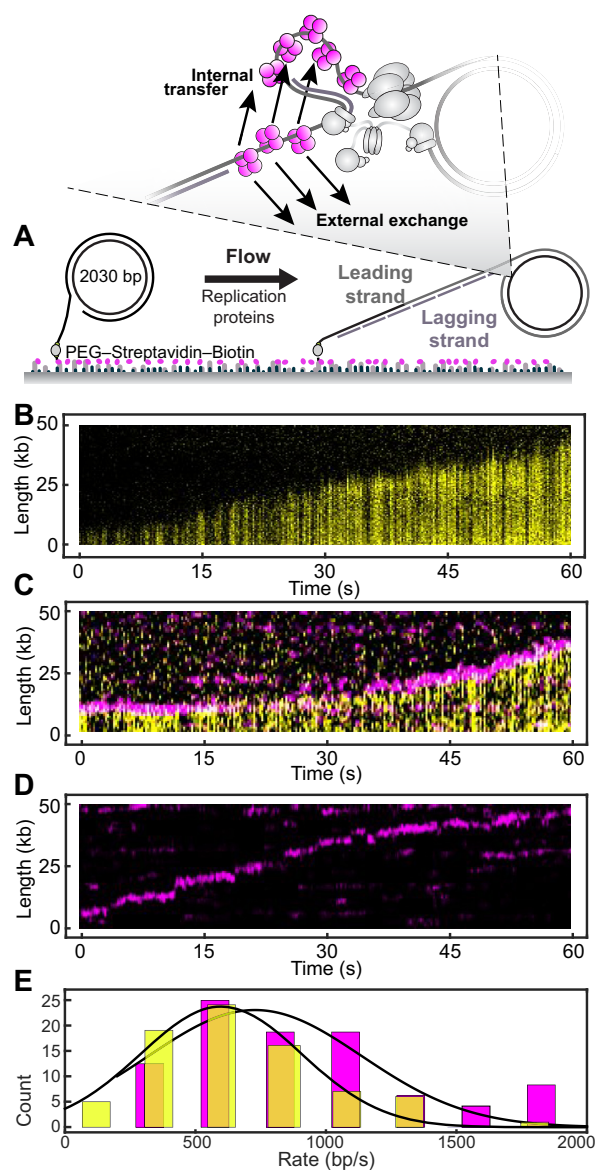 Internal
transfer
External exchange
A
2030 bp
Flow
Replication
proteins
Leading
strand
Lagging
strand
PEG–Streptavidin–Biotin
B
Length (kb)
50
25
0
0 15 30 45 60
Time (s)
C
Length (kb)
50
25
0
0 15 30 45 60
Time (s)
D
Length (kb)
50
25
0
0 15 30 45 60
Time (s)
E
Count
25
20
15
10
5
0
0 500 1000 1500 2000
Rate (bp/s)